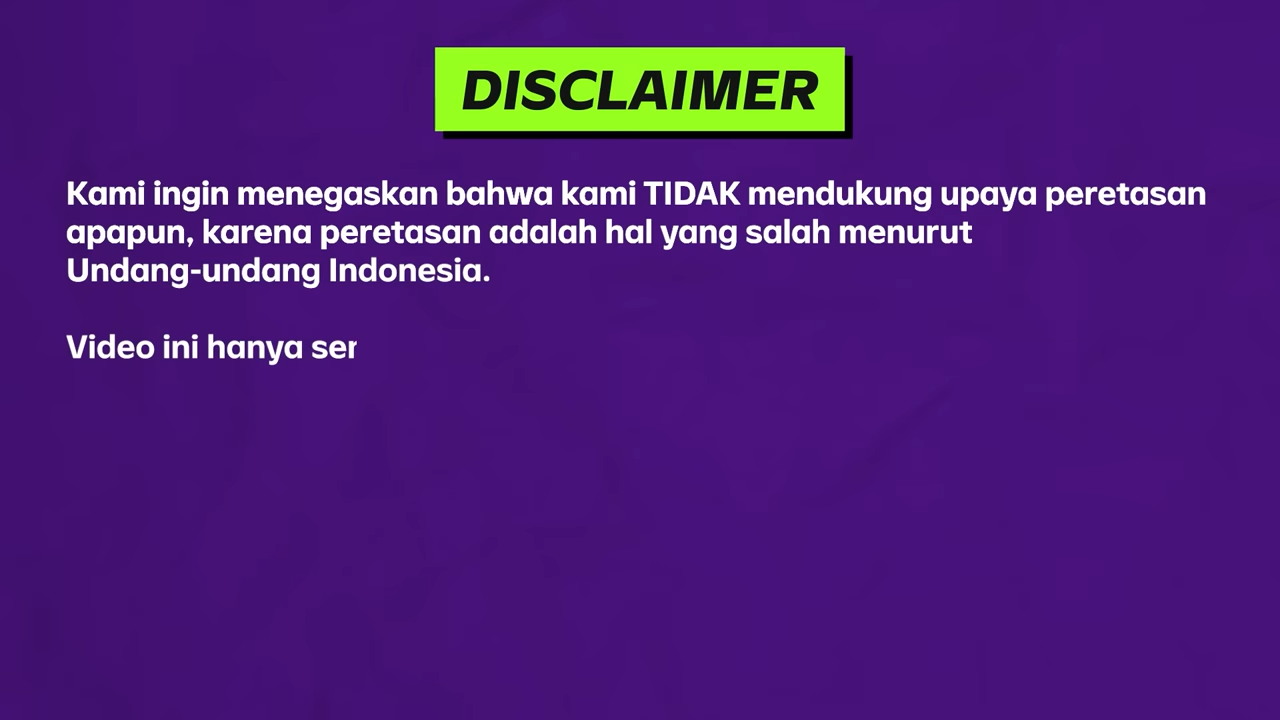 DISCLAIMER
Kami ingin menegaskan bahwa kami TIDAK mendukung upaya peretasan
apapun, karena peretasan adalah hal yang salah menurut
Undang-undang Indonesia.
Video ini hanya ser